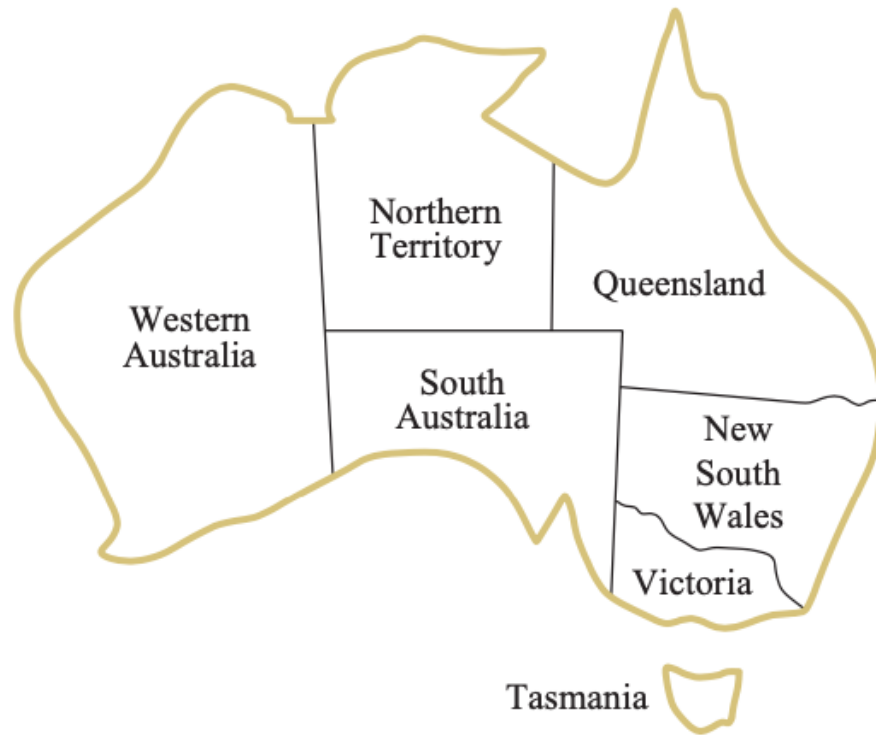 Northern
Territory
Queensland
Western
Australia
South
Australia
New
South
Wales
Victoria
Tasmania